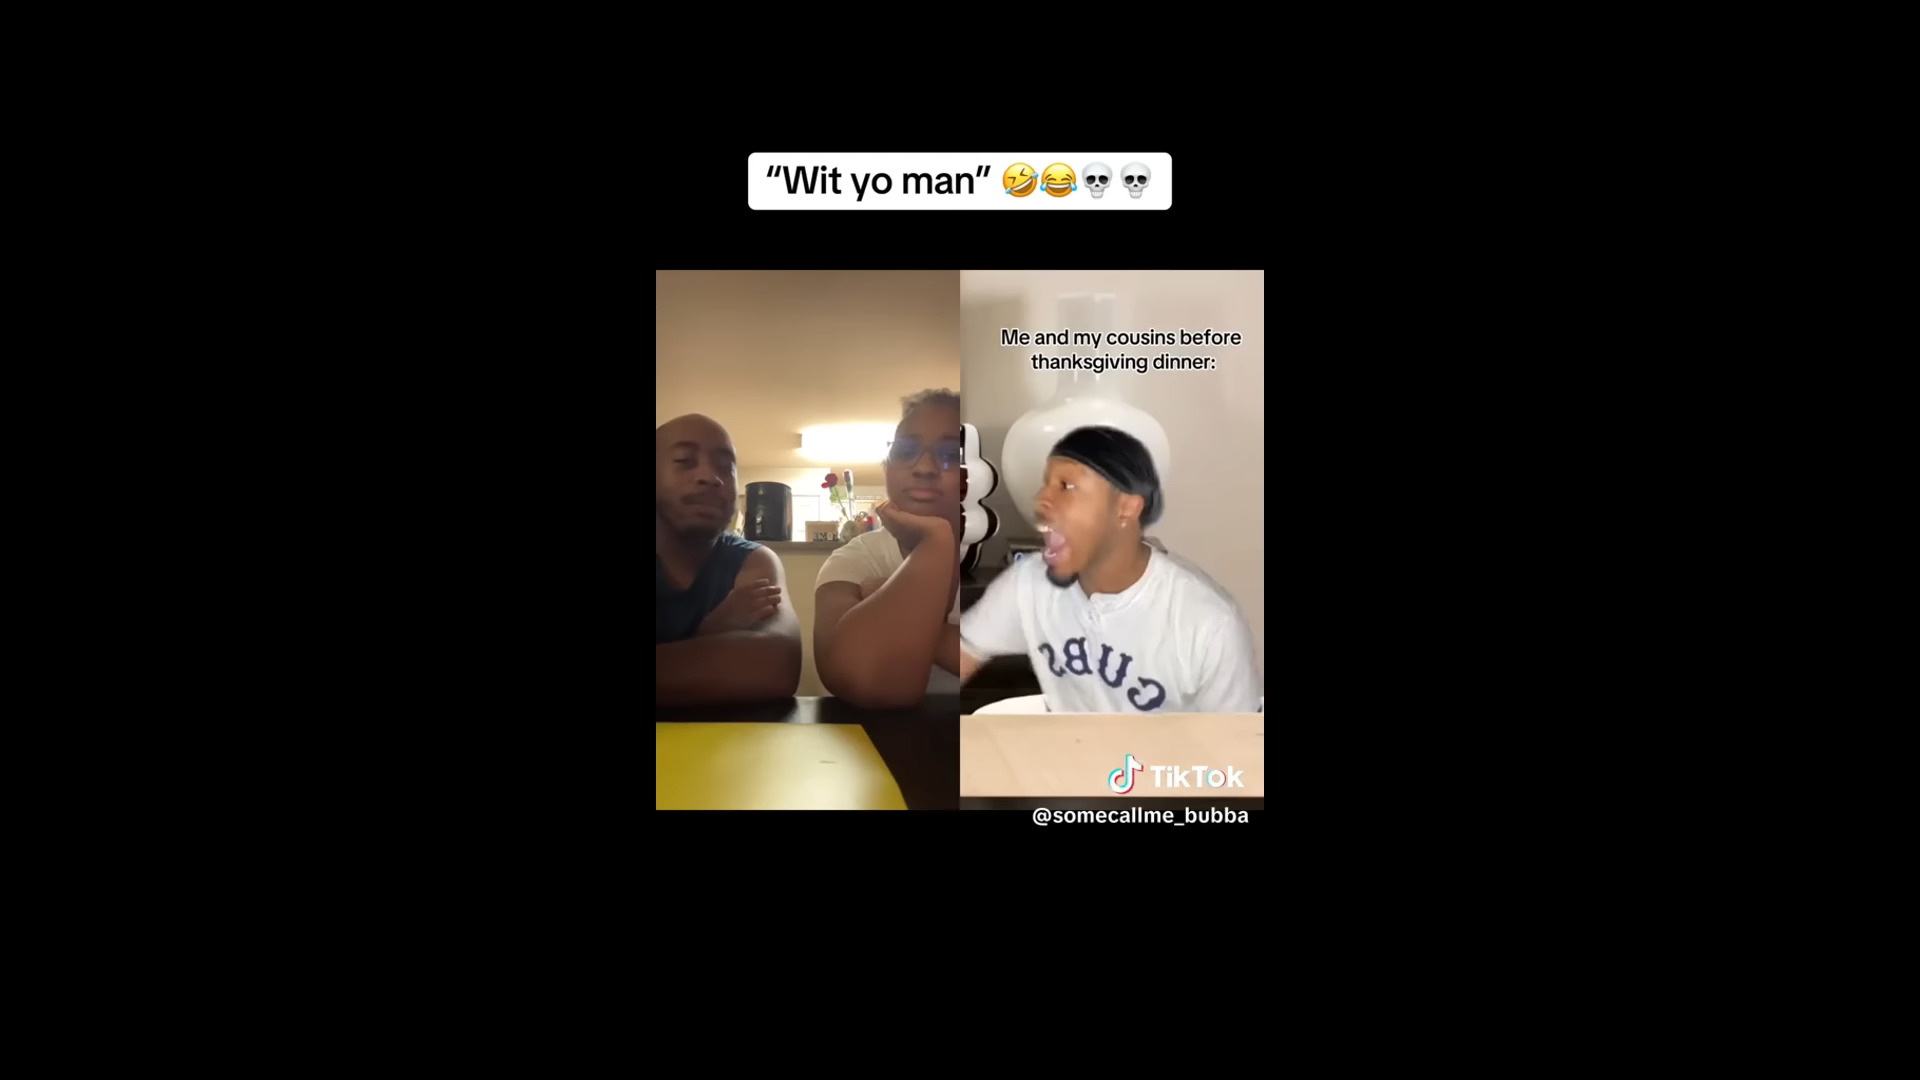 “Wit yo man” 🤣😂💀💀
Me and my cousins before
thanksgiving dinner:
CUBS
TikTok
@somecallme_bubba